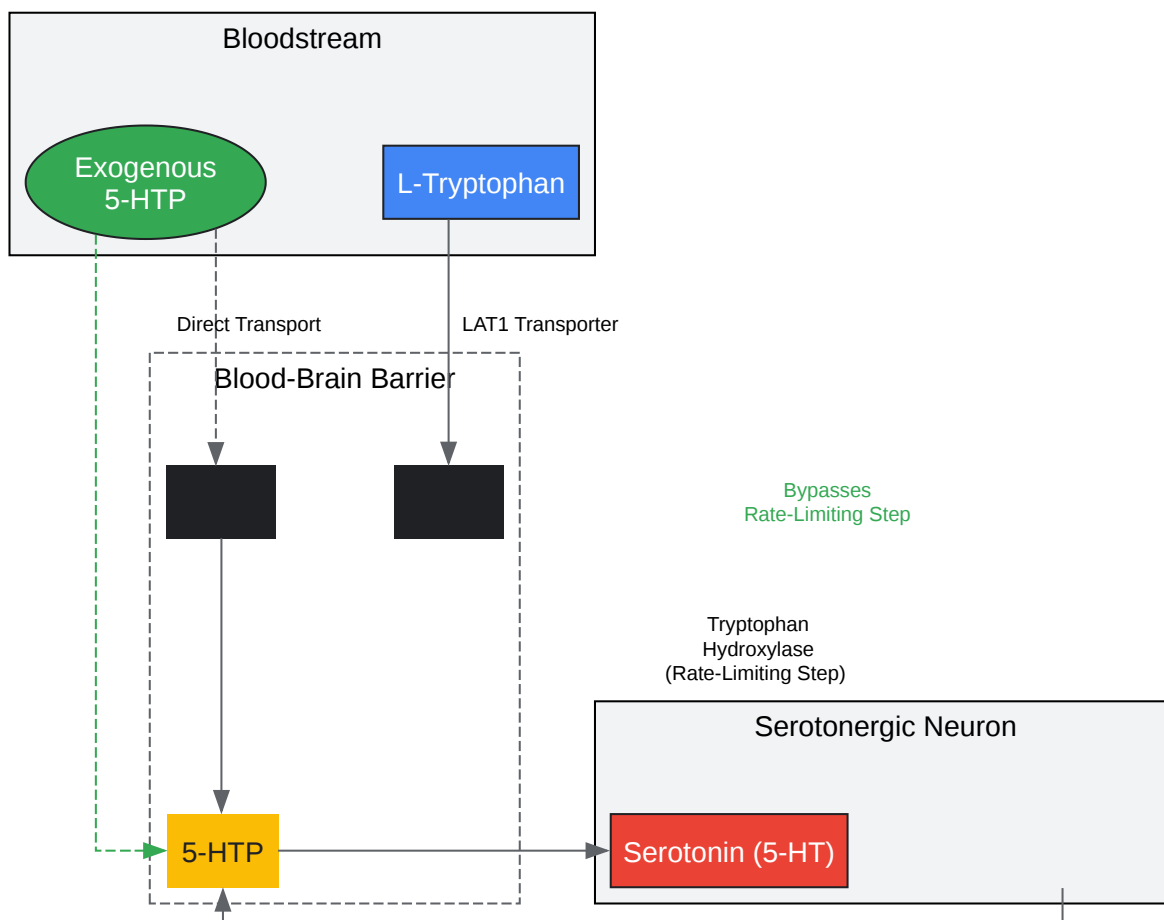 Bloodstream
Exogenous
5-HTP
L-Tryptophan
Direct Transport
LAT1 Transporter
Blood-Brain Barrier
Bypasses
Rate-Limiting Step
Tryptophan
Hydroxylase
(Rate-Limiting Step)
Serotonergic Neuron
5-HTP
Serotonin (5-HT)